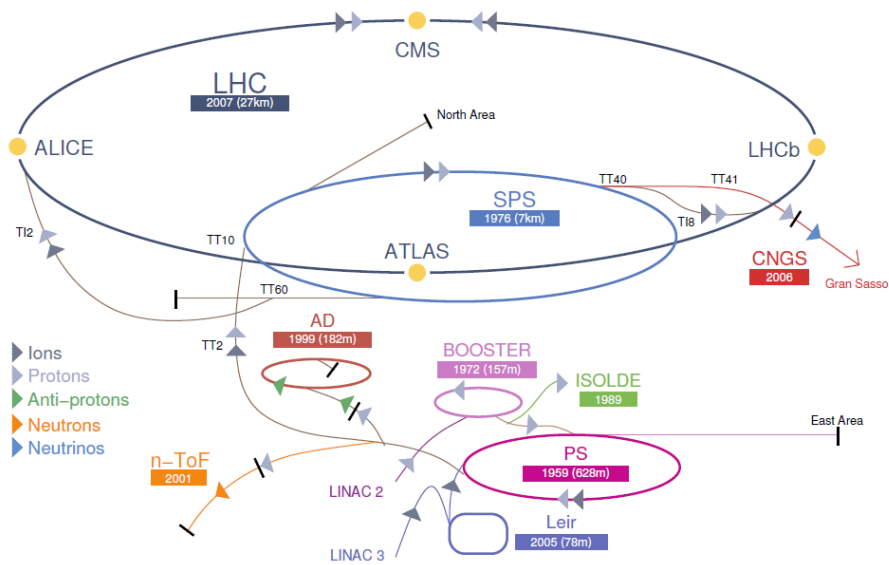 CMS
LHC
2007 (27km)
North Area
ALICE
LHCb
TT40
TT41
SPS
1976 (7km)
TI8
TI2
TT10
ATLAS
CNGS
2006
Gran Sasso
TT60
AD
1999 (182m)
TT2
BOOSTER
1972 (157m)
ISOLDE
1989
Ions
Protons
Anti-protons
Neutrons
Neutrinos
East Area
n-ToF
2001
PS
1959 (628m)
LINAC 2
Leir
2005 (78m)
LINAC 3